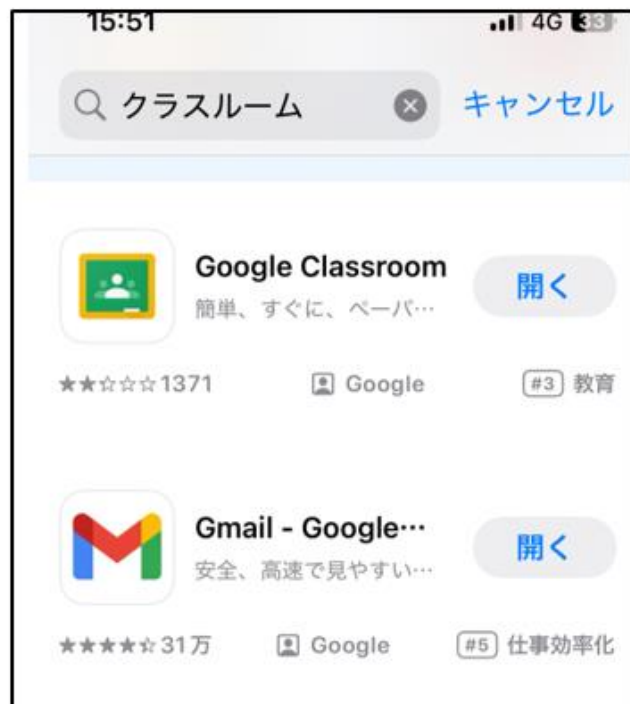 15:51 4G 33
クラスルーム キャンセル
Google Classroom
簡単、すぐに、ペーパ…
開く
★★☆☆☆1371 Google #3 教育
Gmail - Google…
安全、高速で見やすい…
開く
★★★★☆31万 Google #5 仕事効率化